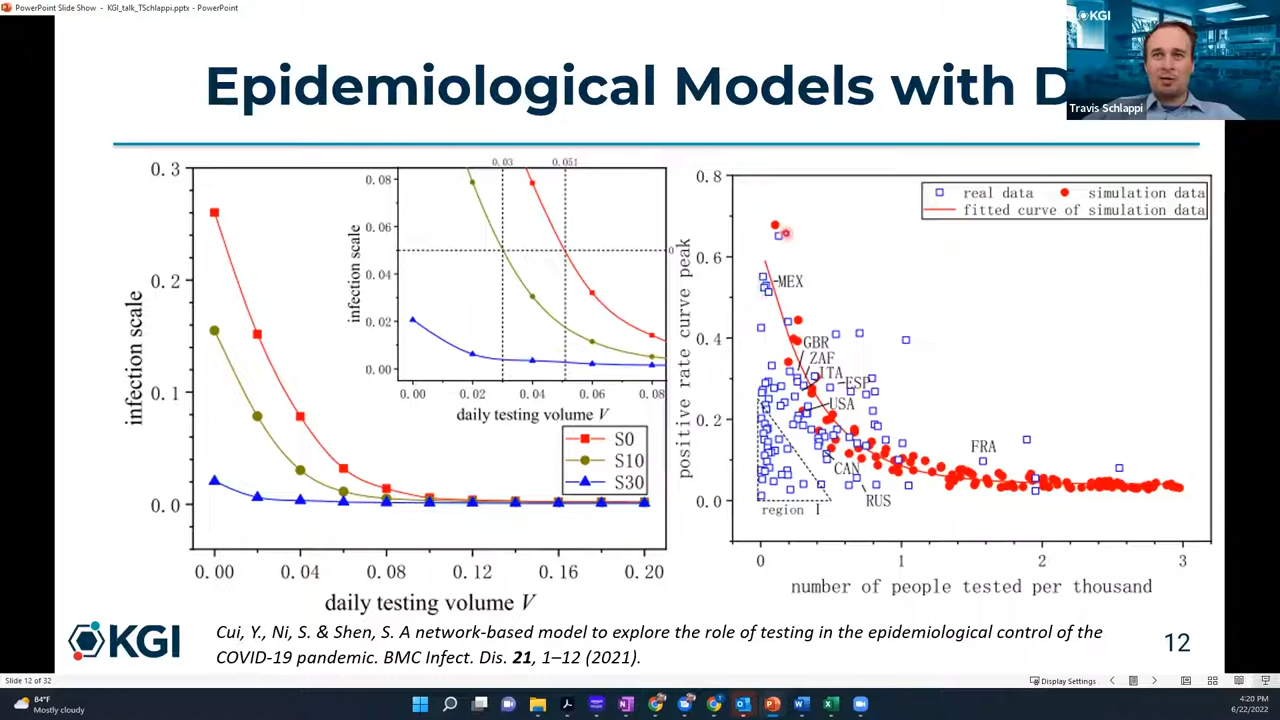 PowerPoint Slide Show - KGI_talk_TSchlappi.pptx - PowerPoint
KGI
Travis Schlappi
Epidemiological Models with D
0.3
0.2
0.1
0.0
infection scale
0.00 0.04 0.08 0.12 0.16 0.20
daily testing volume V
0.03 0.051
0.08
0.06
0.04
0.02
0.00
infection scale
0
0.00 0.02 0.04 0.06 0.08
daily testing volume V
S0
S10
S30
0.8
0.6
0.4
0.2
0.0
positive rate curve peak
real data simulation data
fitted curve of simulation data
MEX
GBR
ZAF
ITA
ESP
USA
CAN
RUS
FRA
region I
0 1 2 3
number of people tested per thousand
KGI
Cui, Y., Ni, S. & Shen, S. A network-based model to explore the role of testing in the epidemiological control of the
COVID-19 pandemic. BMC Infect. Dis. 21, 1–12 (2021).
12
Slide 12 of 32
Display Settings
84°F
Mostly cloudy
4:20 PM
6/22/2022